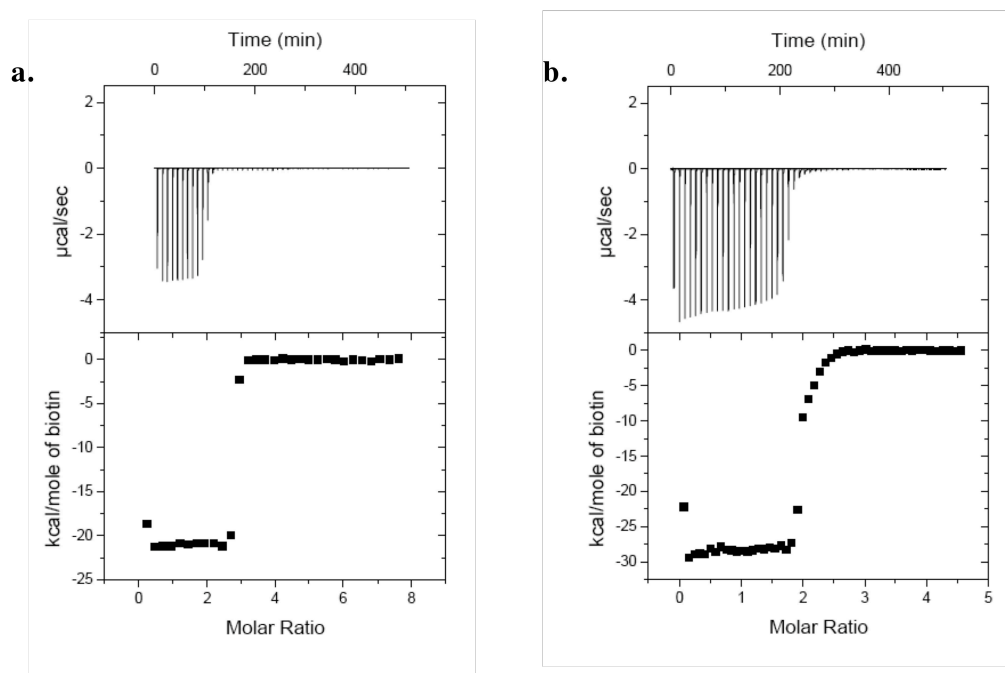 a.
Time (min)
0 200 400
2
0
-2
-4
µcal/sec
0
-5
-10
-15
-20
-25
kcal/mole of biotin
0 2 4 6 8
Molar Ratio
b.
Time (min)
0 200 400
2
0
-2
-4
µcal/sec
0
-5
-10
-15
-20
-25
-30
kcal/mole of biotin
0 1 2 3 4 5
Molar Ratio